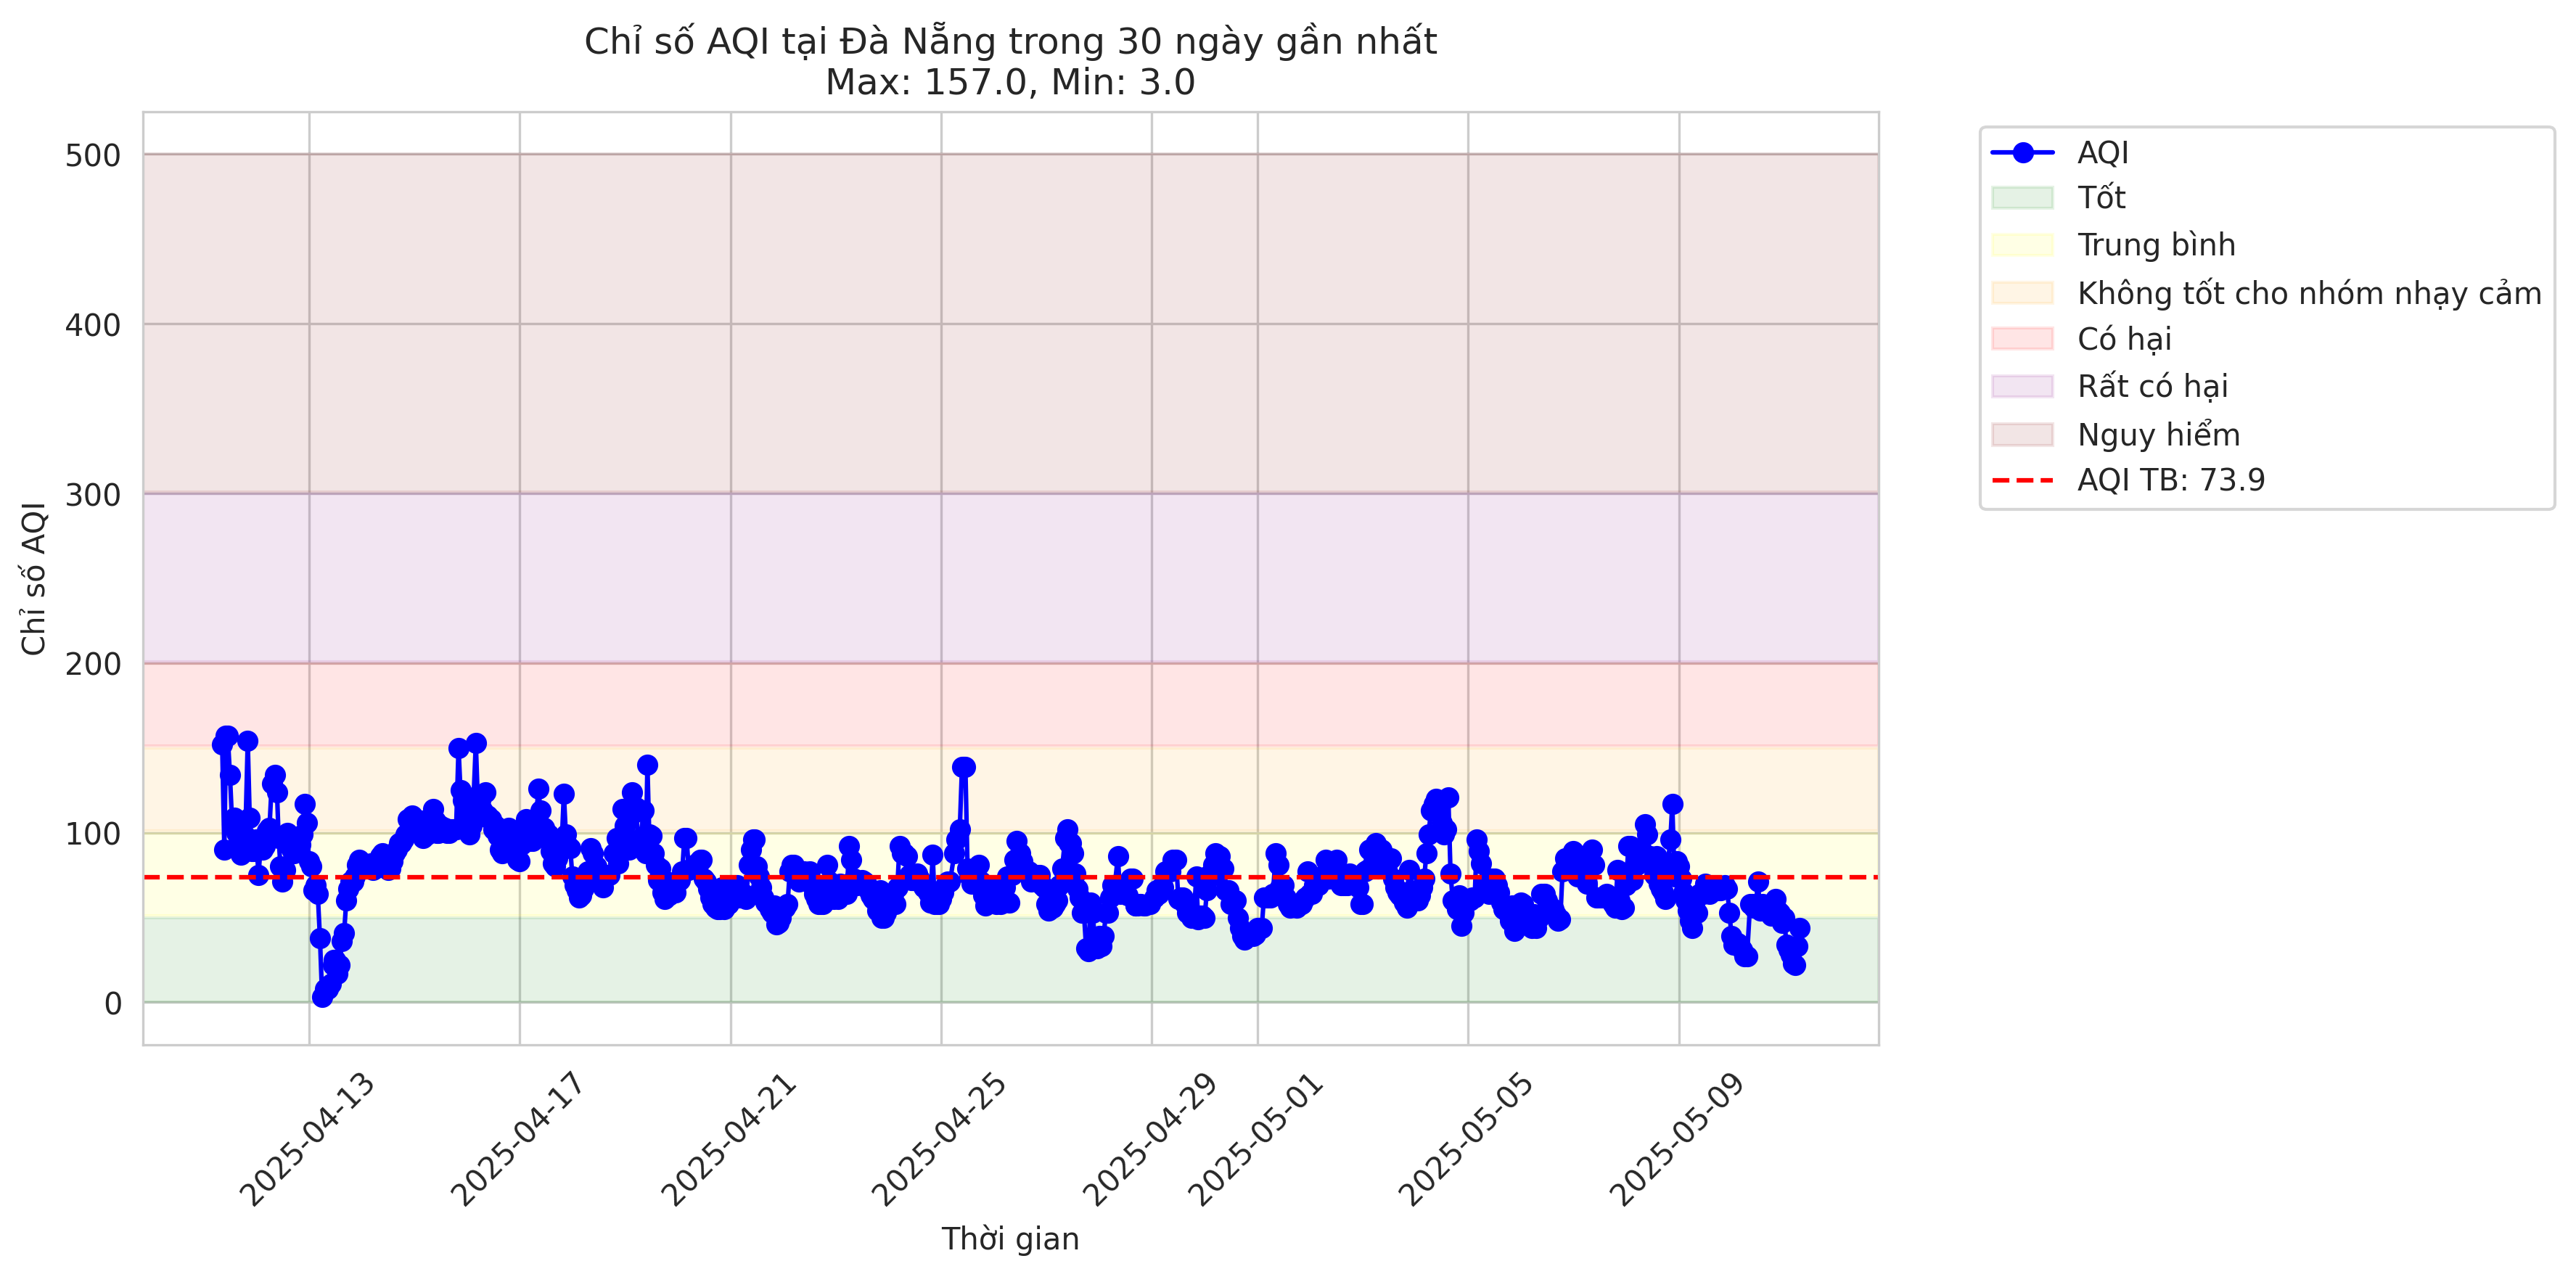 Chỉ số AQI tại Đà Nẵng trong 30 ngày gần nhất
Max: 157.0, Min: 3.0
Chỉ số AQI
500
400
300
200
100
0
2025-04-13
2025-04-17
2025-04-21
2025-04-25
2025-04-29
2025-05-01
2025-05-05
2025-05-09
Thời gian
AQI
Tốt
Trung bình
Không tốt cho nhóm nhạy cảm
Có hại
Rất có hại
Nguy hiểm
AQI TB: 73.9